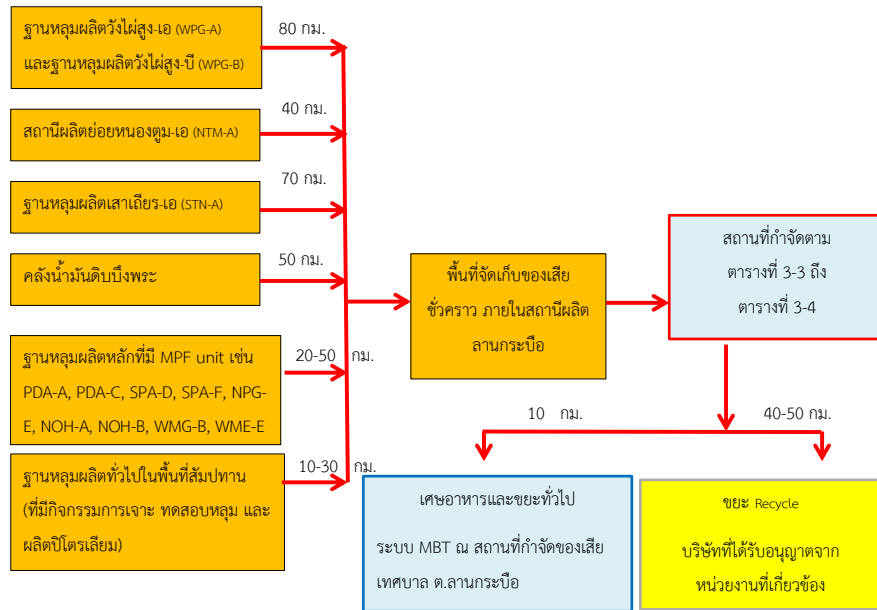 ฐานหลุมผลิตวังไผ่สูง-เอ (WPG-A)
และฐานหลุมผลิตวังไผ่สูง-บี (WPG-B)
80 กม.
สถานีผลิตย่อยหนองตูม-เอ (NTM-A)
40 กม.
ฐานหลุมผลิตเสาเถียร-เอ (STN-A)
70 กม.
คลังน้ำมันดิบบึงพระ
50 กม.
ฐานหลุมผลิตหลักที่มี MPF unit เช่น
PDA-A, PDA-C, SPA-D, SPA-F, NPG-
E, NOH-A, NOH-B, WMG-B, WME-E
20-50 กม.
ฐานหลุมผลิตทั่วไปในพื้นที่สัมปทาน
(ที่มีกิจกรรมการเจาะ ทดสอบหลุม และ
ผลิตปิโตรเลียม)
10-30 กม.
พื้นที่จัดเก็บของเสีย
ชั่วคราว ภายในสถานีผลิต
ลานกระบือ
สถานที่กำจัดตาม
ตารางที่ 3-3 ถึง
ตารางที่ 3-4
10 กม.
40-50 กม.
เศษอาหารและขยะทั่วไป
ระบบ MBT ณ สถานที่กำจัดของเสีย
เทศบาล ต.ลานกระบือ
ขยะ Recycle
บริษัทที่ได้รับอนุญาตจาก
หน่วยงานที่เกี่ยวข้อง